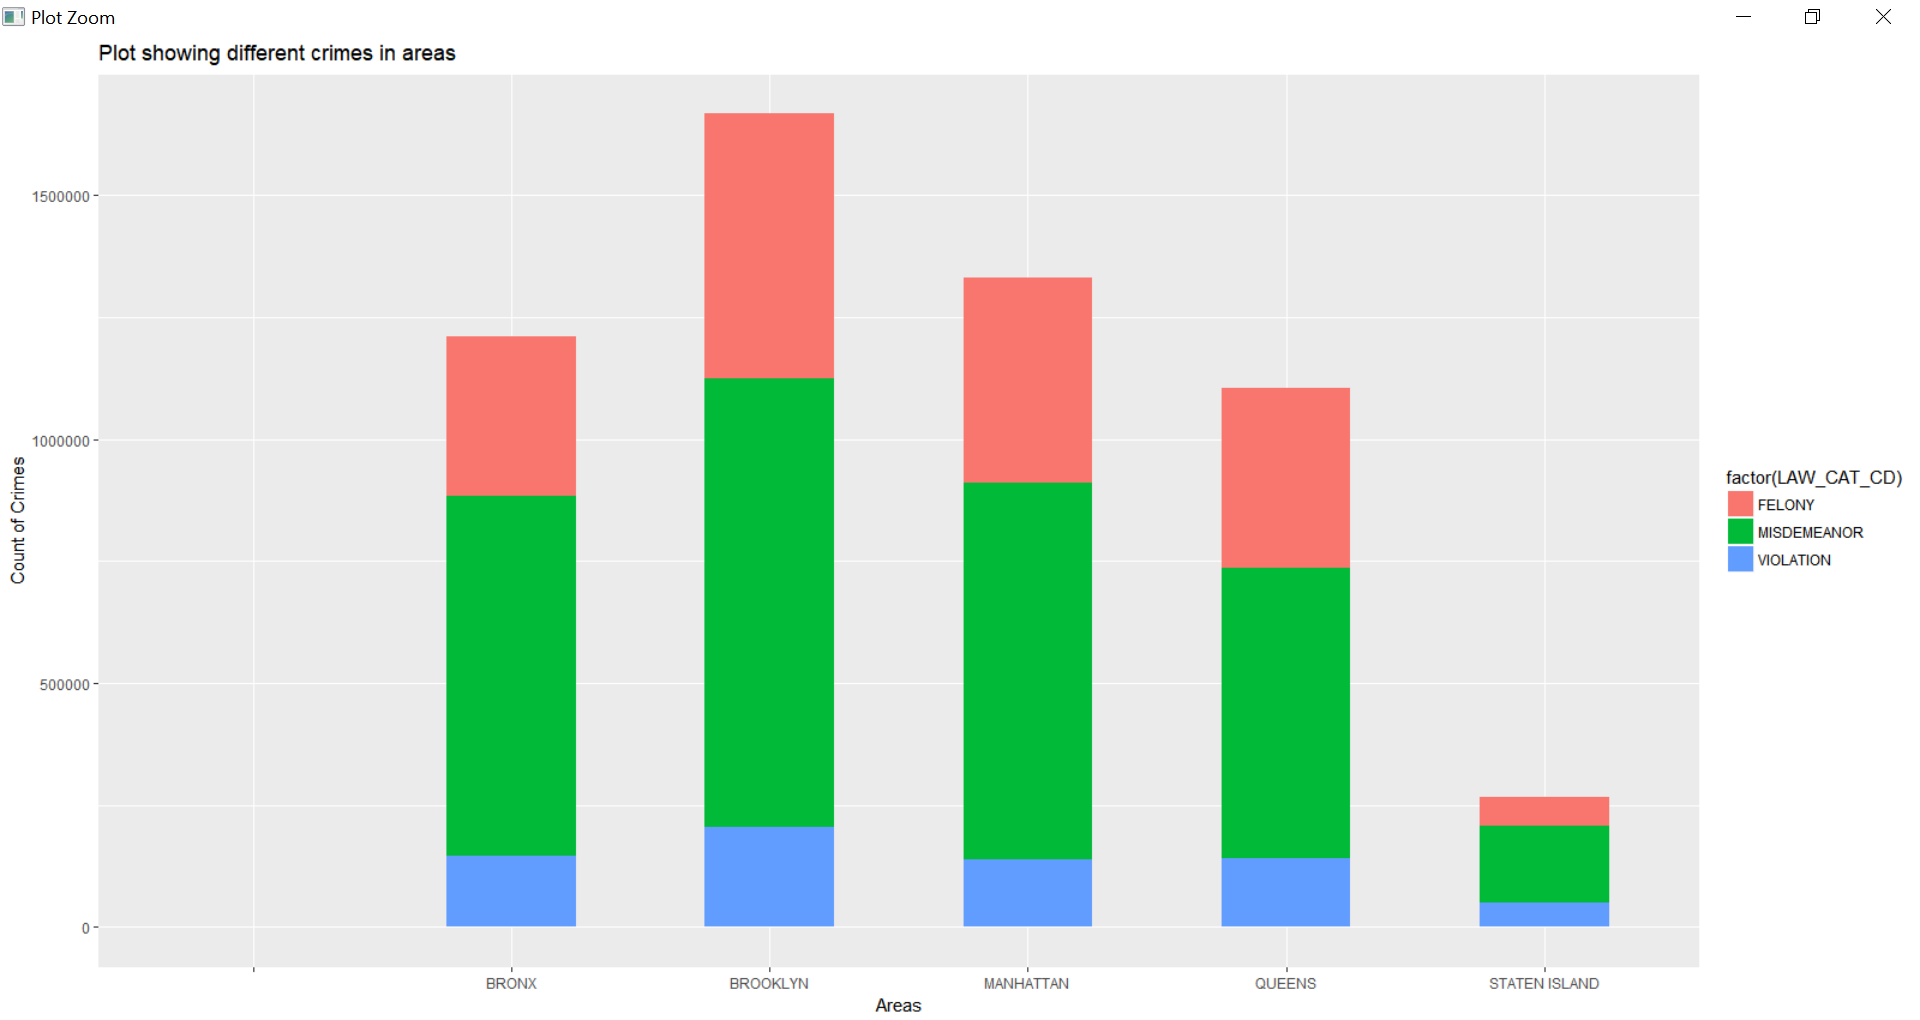 Plot Zoom
Plot showing different crimes in areas
1500000
1000000
500000
0
Count of Crimes
BRONX
BROOKLYN
MANHATTAN
QUEENS
STATEN ISLAND
Areas
factor(LAW_CAT_CD)
FELONY
MISDEMEANOR
VIOLATION